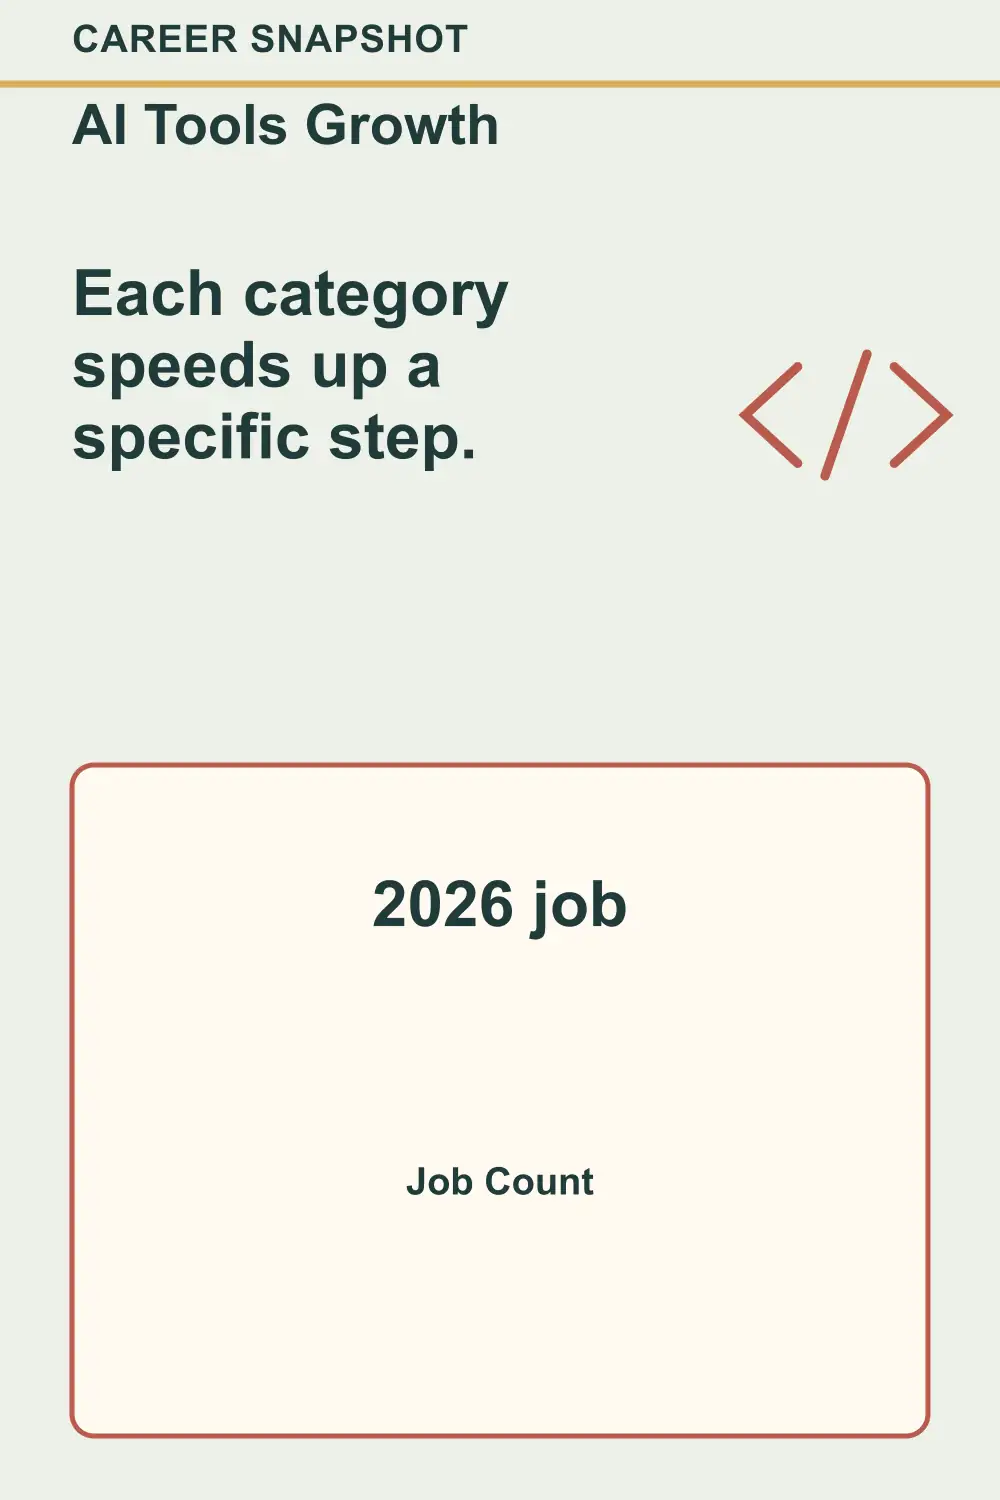 CAREER SNAPSHOT
AI Tools Growth
Each category
speeds up a
specific step.
</>
2026 job
Job Count